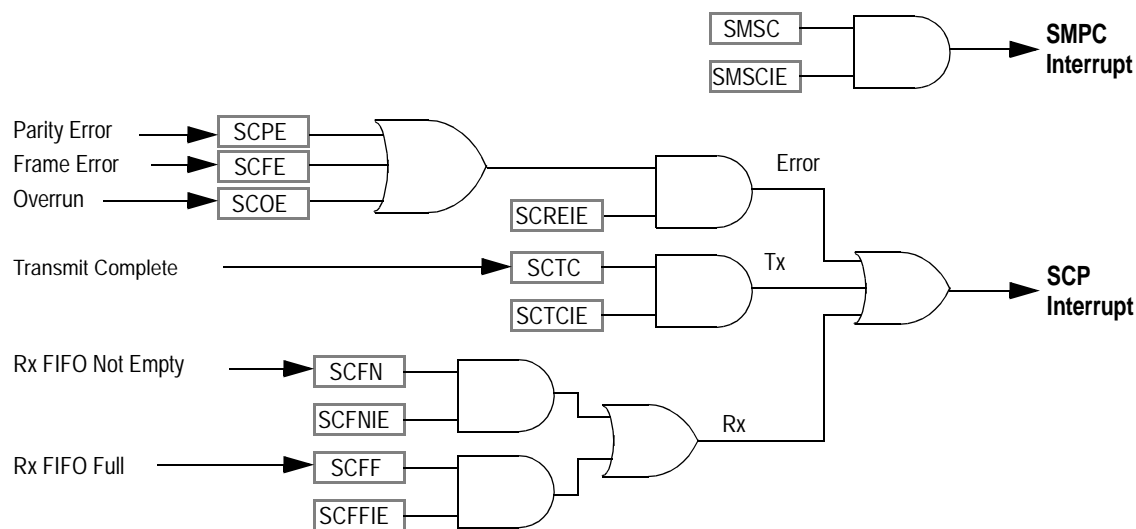 SMSC
SMPC
Interrupt
SMSCIE
Parity Error
SCPE
Frame Error
SCFE
Error
Overrun
SCOE
SCREIE
Transmit Complete
SCTC
Tx
SCP
Interrupt
SCTCIE
Rx FIFO Not Empty
SCFN
SCFNIE
Rx
Rx FIFO Full
SCFF
SCFFIE